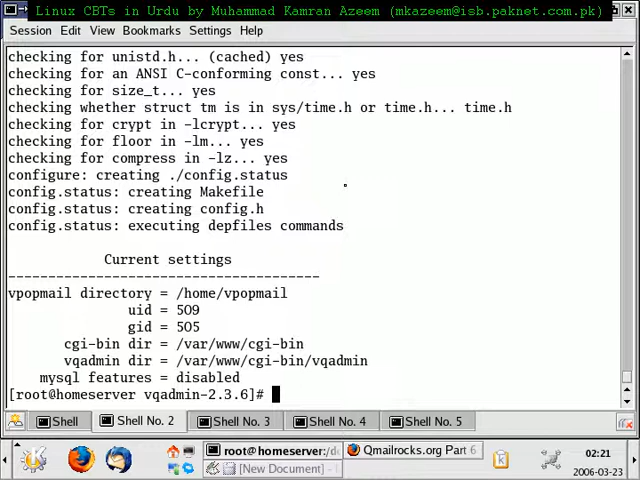 Linux CBTs in Urdu by Muhammad Kamran Azeem (mkazeem@isb.paknet.com.pk)
Session Edit View Bookmarks Settings Help
checking for unistd.h... (cached) yes
checking for an ANSI C-conforming const... yes
checking for size_t... yes
checking whether struct tm is in sys/time.h or time.h... time.h
checking for crypt in -lcrypt... yes
checking for floor in -lm... yes
checking for compress in -lz... yes
configure: creating ./config.status
config.status: creating Makefile
config.status: creating config.h
config.status: executing depfiles commands
Current settings
---------------------------------------
vpopmail directory = /home/vpopmail
uid = 509
gid = 505
cgi-bin dir = /var/www/cgi-bin
vqadmin dir = /var/www/cgi-bin/vqadmin
mysql features = disabled
[root@homeserver vqadmin-2.3.6]#
Shell Shell No. 2 Shell No. 3 Shell No. 4 Shell No. 5
root@homeserver:/d Qmailrocks.org Part 6
[New Document]
02:21
2006-03-23